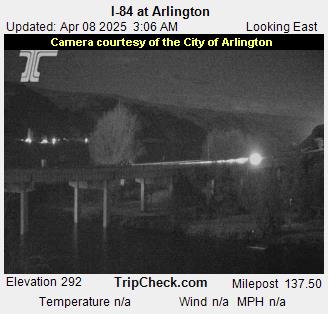 I-84 at Arlington
Updated: Apr 08 2025 3:06 AM Looking East
Camera courtesy of the City of Arlington
Elevation 292 TripCheck.com Milepost 137.50
Temperature n/a Wind n/a MPH n/a